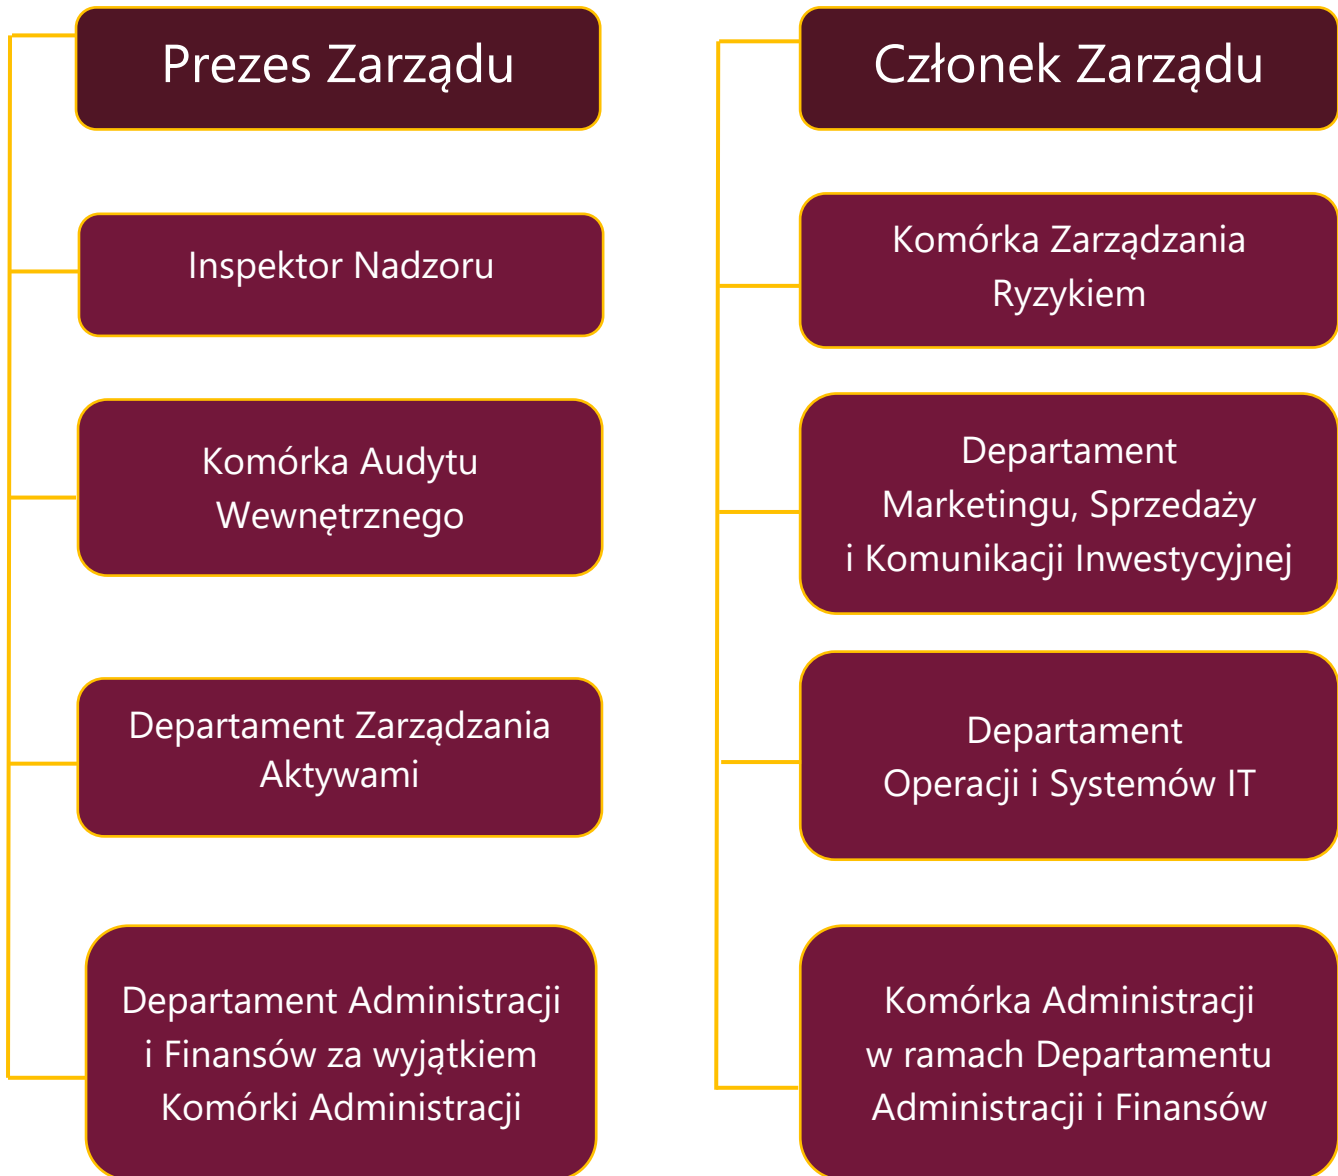 Prezes Zarządu
Inspektor Nadzoru
Komórka Audytu
Wewnętrznego
Departament Zarządzania
Aktywami
Departament Administracji
i Finansów za wyjątkiem
Komórki Administracji
Członek Zarządu
Komórka Zarządzania
Ryzykiem
Departament
Marketingu, Sprzedaży
i Komunikacji Inwestycyjnej
Departament
Operacji i Systemów IT
Komórka Administracji
w ramach Departamentu
Administracji i Finansów